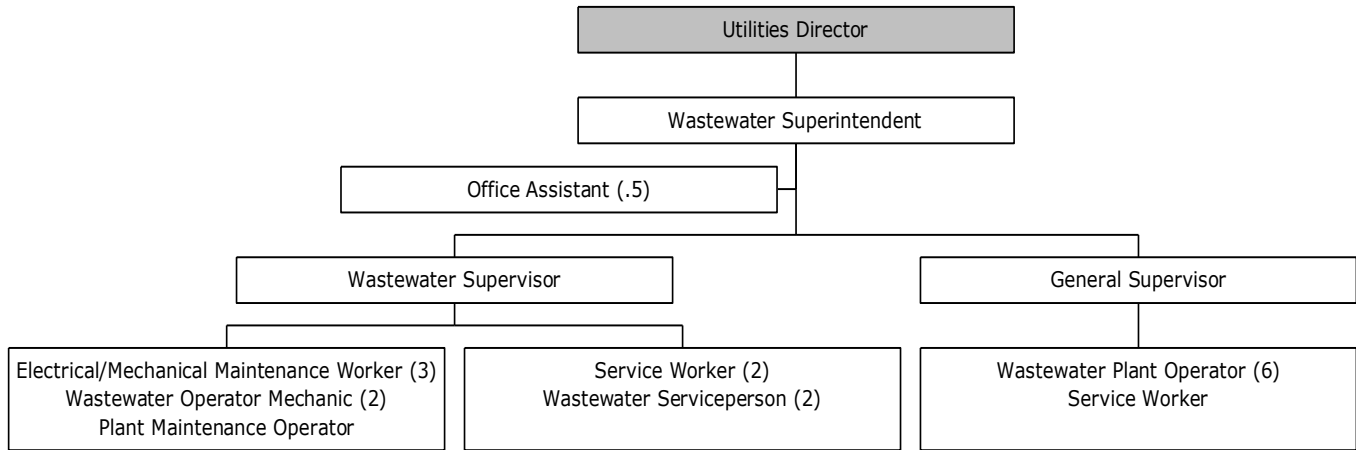 Utilities Director
Wastewater Superintendent
Office Assistant (.5)
Wastewater Supervisor
General Supervisor
Electrical/Mechanical Maintenance Worker (3)
Wastewater Operator Mechanic (2)
Plant Maintenance Operator
Service Worker (2)
Wastewater Serviceperson (2)
Wastewater Plant Operator (6)
Service Worker